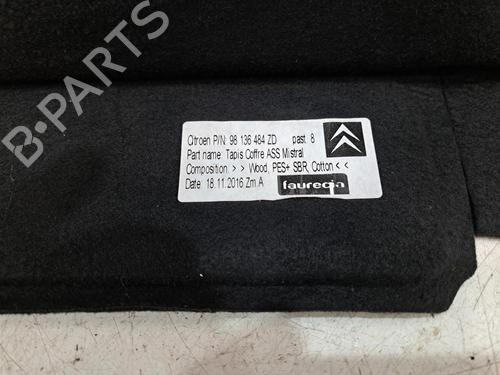 B-PARTS
Citroen P/N: 98 136 484 ZD past. 8
Part name: Tapis Coffre ASS Mistral
Composition: > > Wood, PES+ SBR, Cotton < <
Date: 18.11.2016 Zm A
faurecia